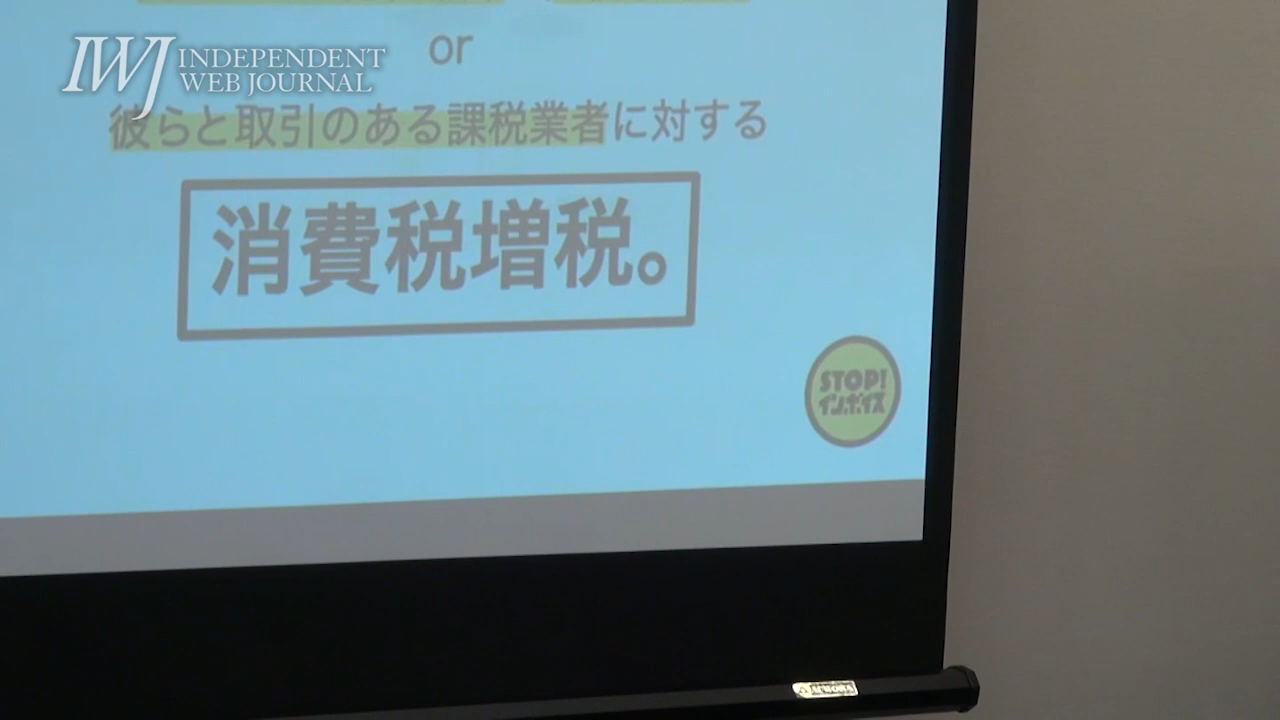 IWJ INDEPENDENT
WEB JOURNAL
or
彼らと取引のある課税業者に対する
消費税増税。
STOP!
インボイス